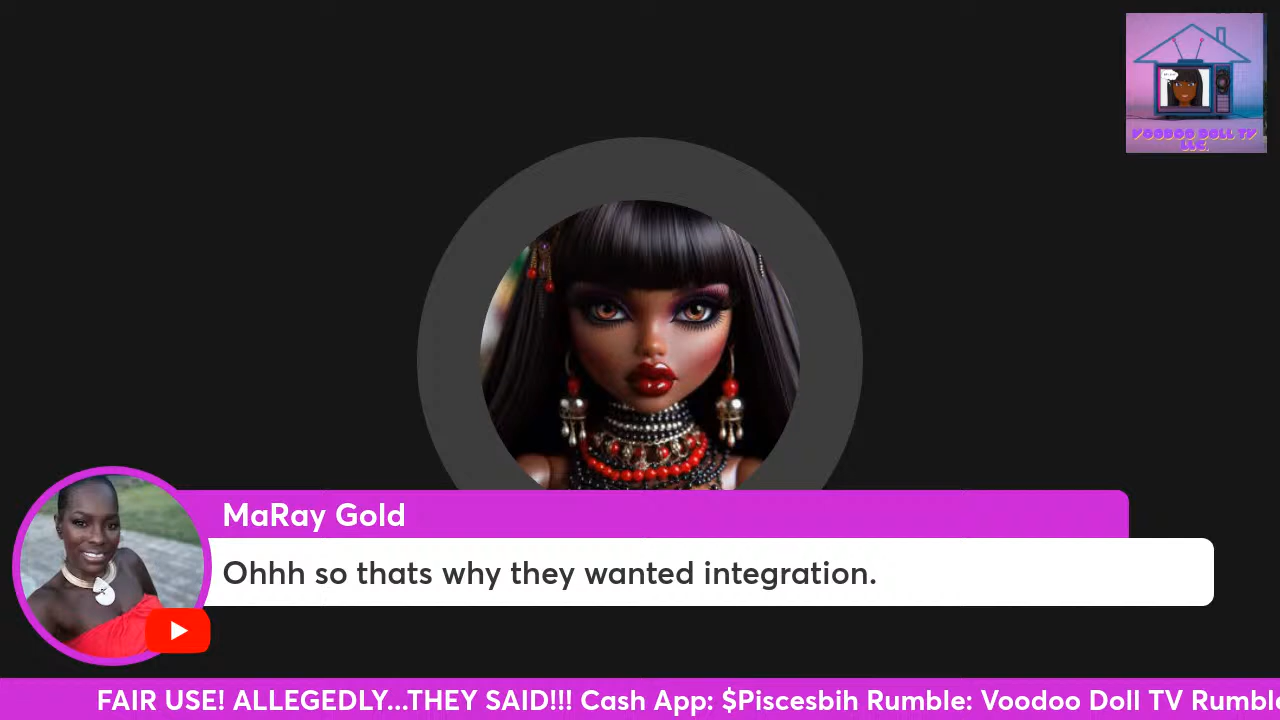 VOODOO DOLL TV
LLC.
MaRay Gold
Ohhh so thats why they wanted integration.
FAIR USE! ALLEGEDLY...THEY SAID!!! Cash App: $Piscesbih Rumble: Voodoo Doll TV Rumble